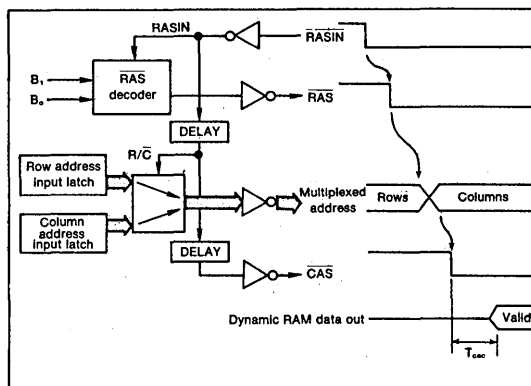 RASIN
RASIN
B₁
B₀
RAS
decoder
RAS
DELAY
R/C
Row address
input latch
Column address
input latch
Multiplexed
address
Rows
Columns
DELAY
CAS
Dynamic RAM data out
Valid
Tcac